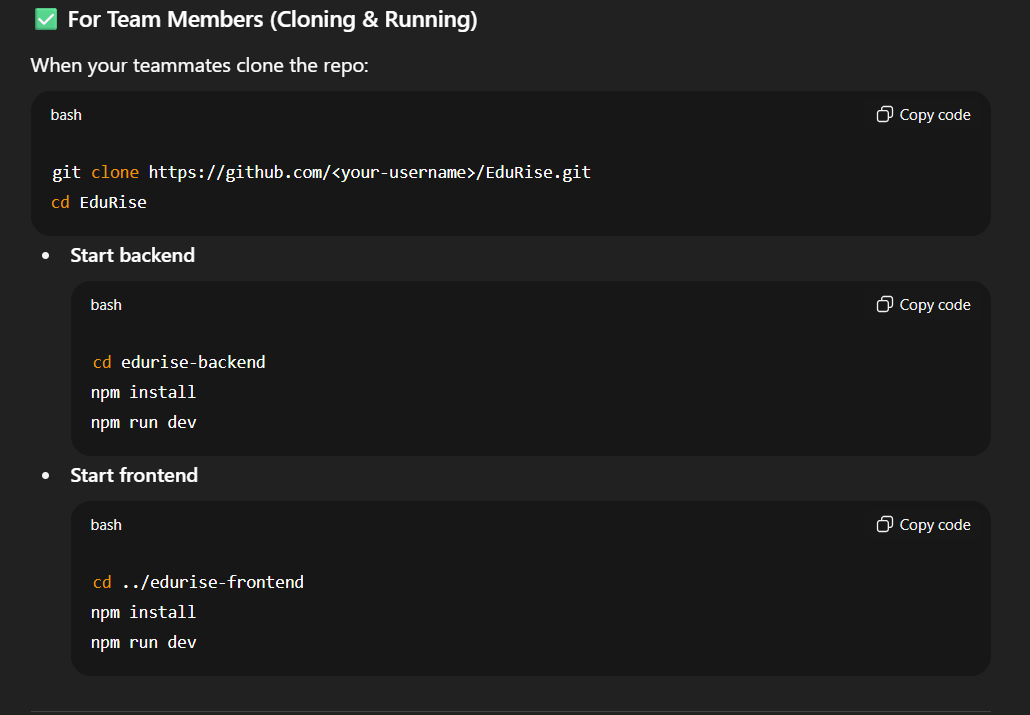 ✅ For Team Members (Cloning & Running)
When your teammates clone the repo:
bash
Copy code
git clone https://github.com/<your-username>/EduRise.git
cd EduRise
• Start backend
bash
Copy code
cd edurise-backend
npm install
npm run dev
• Start frontend
bash
Copy code
cd ../edurise-frontend
npm install
npm run dev